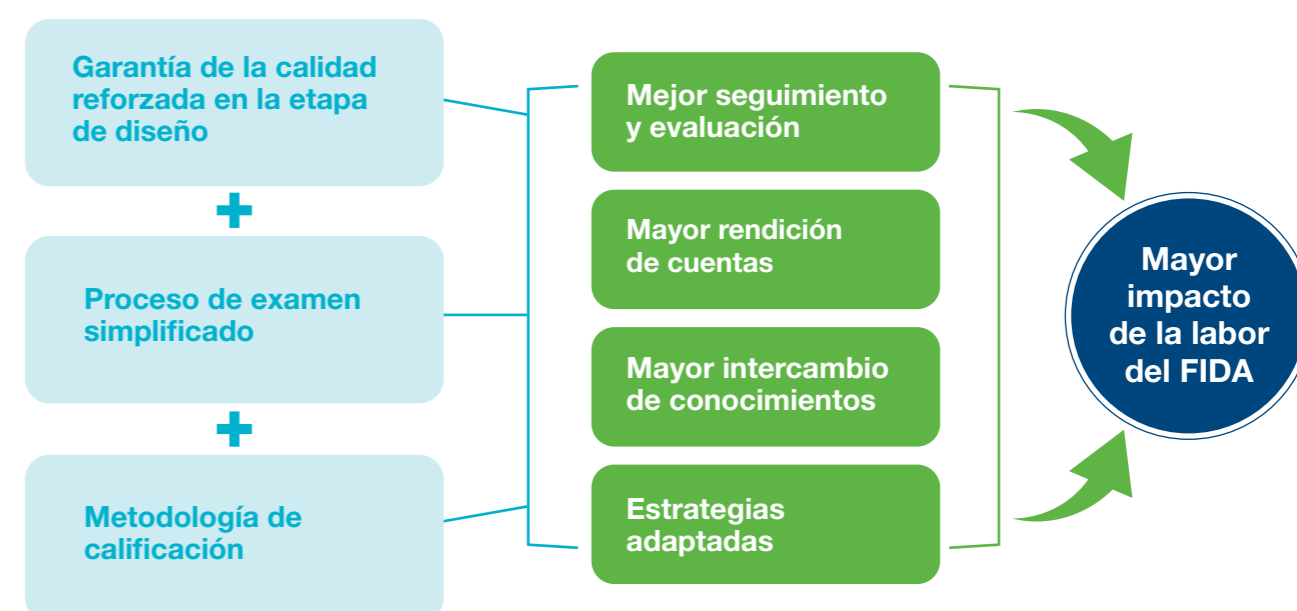 Garantía de la calidad
reforzada en la etapa
de diseño
+
Proceso de examen
simplificado
+
Metodología de
calificación
Mejor seguimiento
y evaluación
Mayor rendición
de cuentas
Mayor intercambio
de conocimientos
Estrategias
adaptadas
Mayor
impacto
de la labor
del FIDA